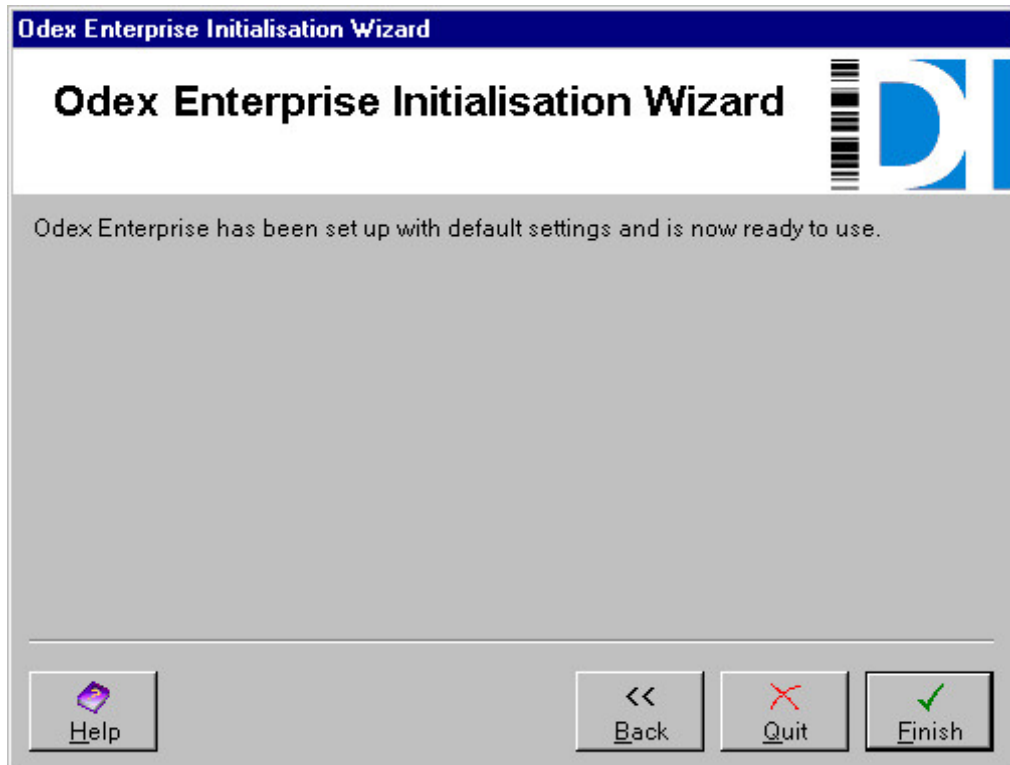 Odex Enterprise Initialisation Wizard
Odex Enterprise Initialisation Wizard
Odex Enterprise has been set up with default settings and is now ready to use.
Help
<< Back
Quit
Finish